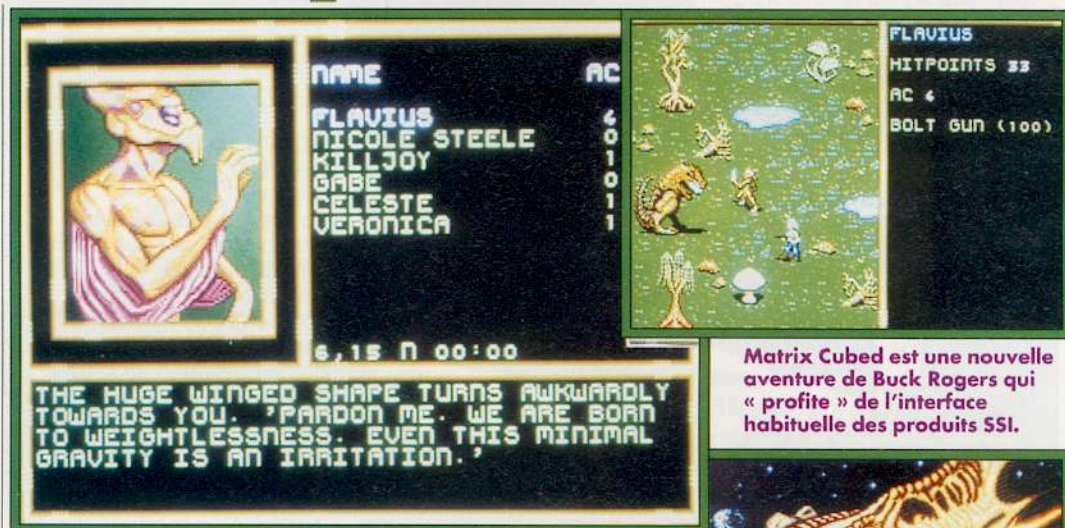 NAME AC
FLAVIUS 6
NICOLE STEELE 0
KILLJOY 1
GABE 0
CELESTE 1
VERONICA 1
6,15 N 00:00
THE HUGE WINGED SHAPE TURNS AWKWARDLY
TOWARDS YOU. 'PARDON ME. WE ARE BORN
TO WEIGHTLESSNESS. EVEN THIS MINIMAL
GRAVITY IS AN IRRITATION.'
FLAVIUS
HITPOINTS 33
AC 6
BOLT GUN (100)
Matrix Cubed est une nouvelle
aventure de Buck Rogers qui
« profite » de l'interface
habituelle des produits SSI.